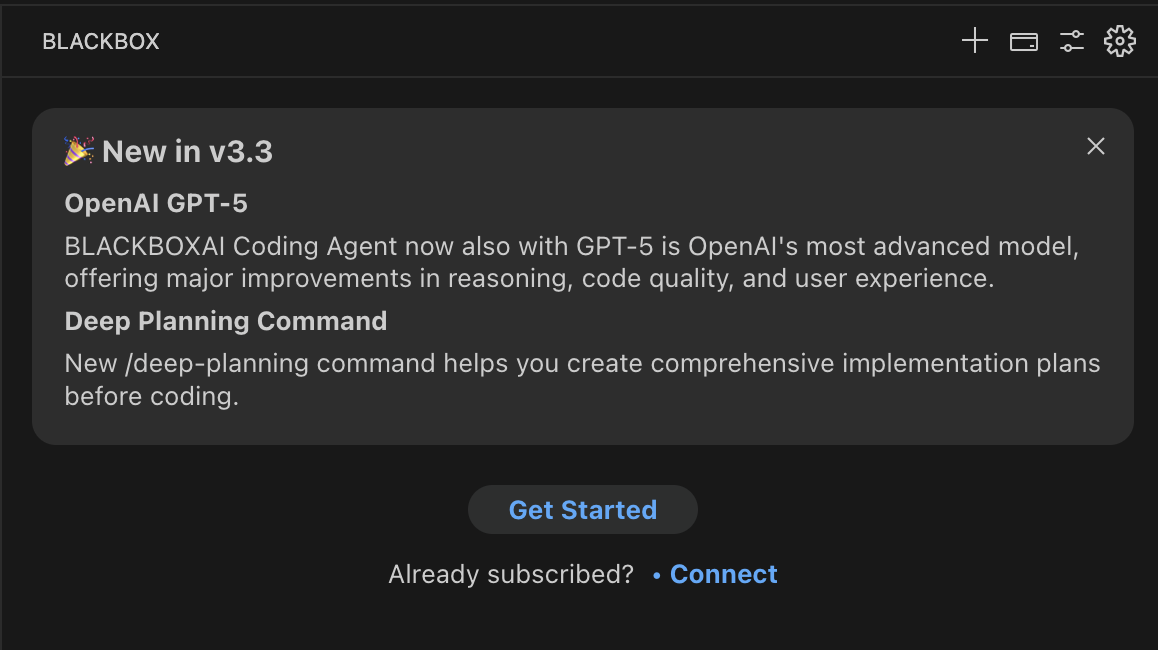 BLACKBOX
🎉 New in v3.3
OpenAI GPT-5
BLACKBOXAI Coding Agent now also with GPT-5 is OpenAI's most advanced model,
offering major improvements in reasoning, code quality, and user experience.
Deep Planning Command
New /deep-planning command helps you create comprehensive implementation plans
before coding.
Get Started
Already subscribed? • Connect